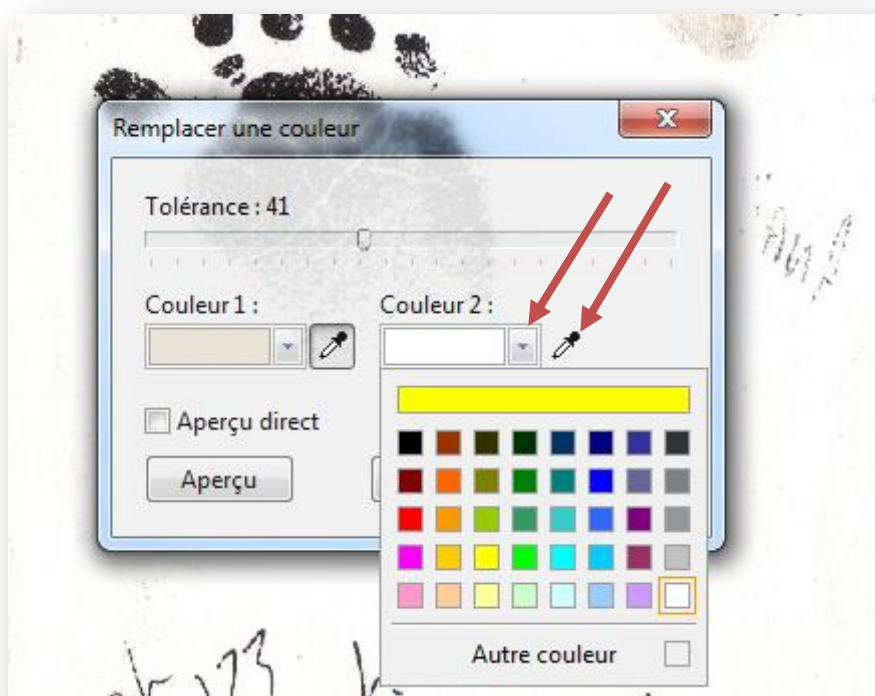 Remplacer une couleur
Tolérance : 41
Couleur 1 :
Couleur 2 :
Aperçu direct
Aperçu
Autre couleur